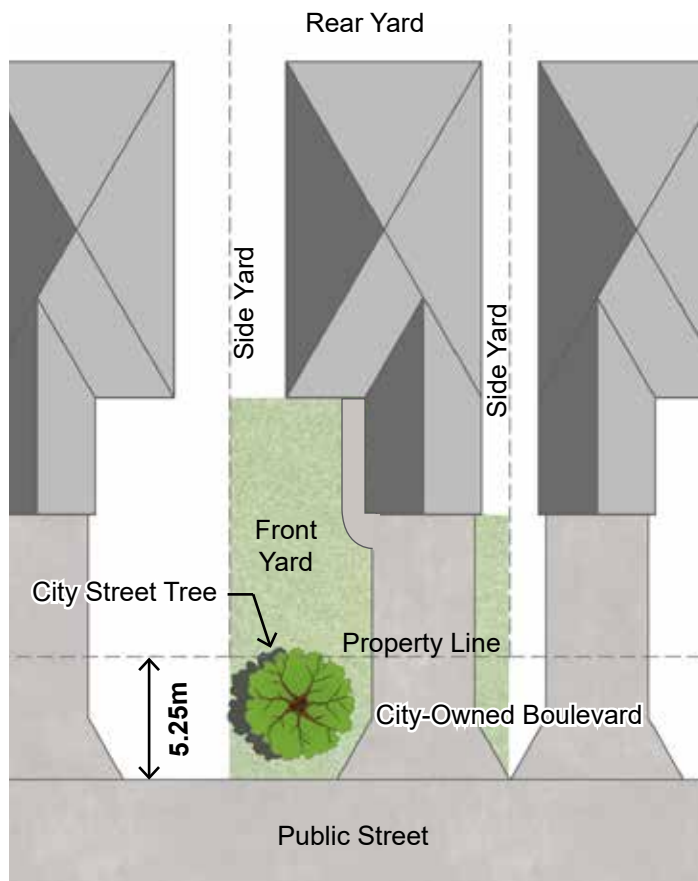 Rear Yard
Side Yard
Side Yard
Front
Yard
City Street Tree
Property Line
5.25m
City-Owned Boulevard
Public Street